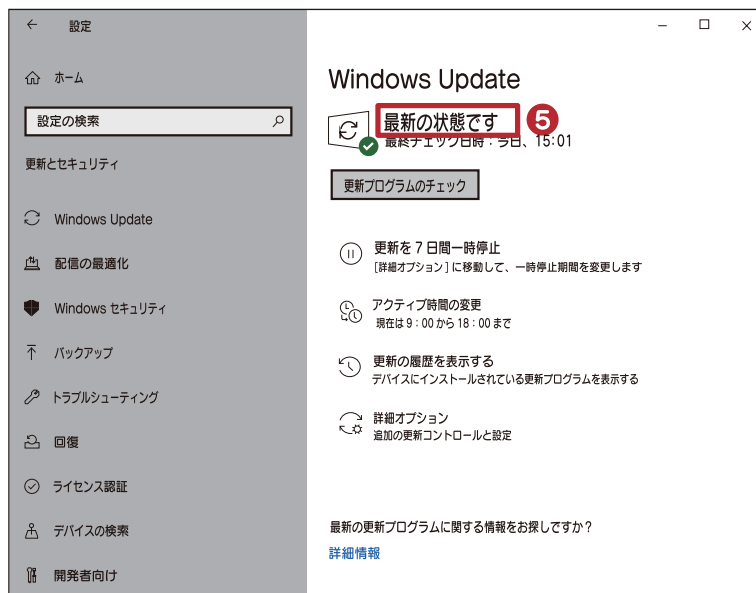 設定
ホーム
設定の検索
更新とセキュリティ
Windows Update
配信の最適化
Windows セキュリティ
バックアップ
トラブルシューティング
回復
ライセンス認証
デバイスの検索
開発者向け
Windows Update
最新の状態です
5
最終チェック日時：今日、15:01
更新プログラムのチェック
更新を 7 日間一時停止
[詳細オプション] に移動して、一時停止期間を変更します
アクティブ時間の変更
現在は 9：00 から 18：00 まで
更新の履歴を表示する
デバイスにインストールされている更新プログラムを表示する
詳細オプション
追加の更新コントロールと設定
最新の更新プログラムに関する情報をお探しですか？
詳細情報